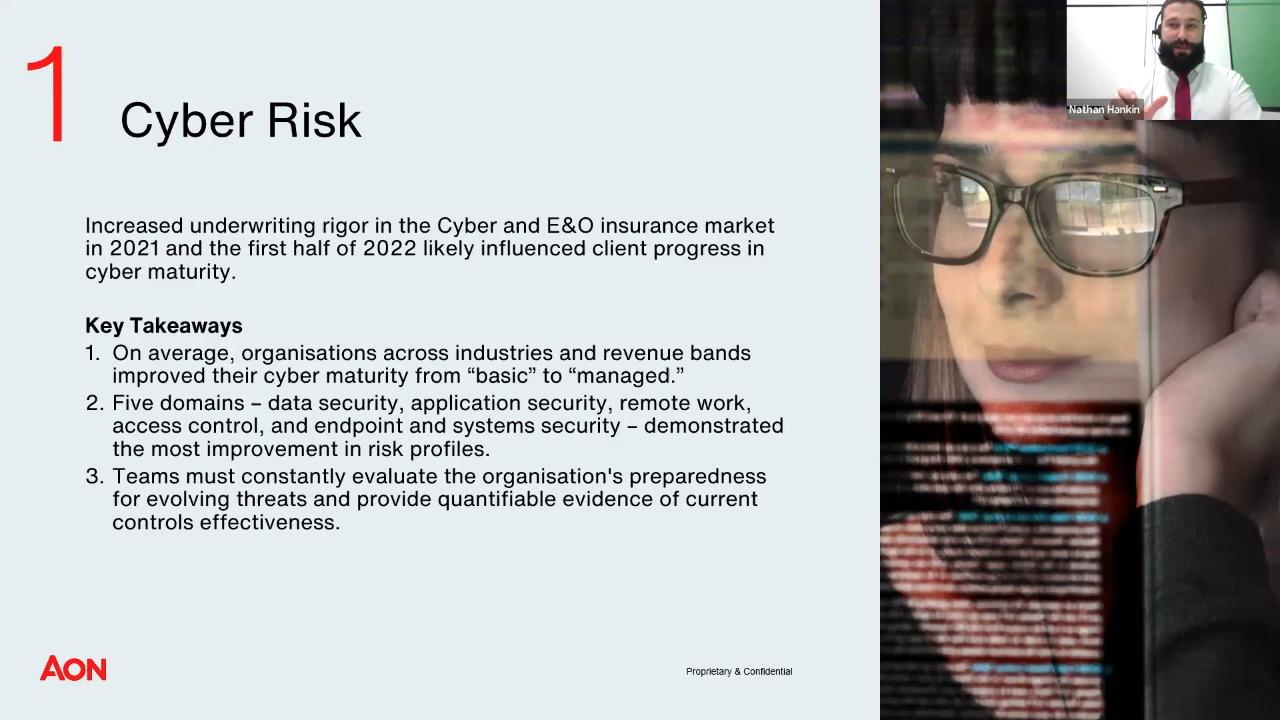 1
Cyber Risk
Nathan Hankin
Increased underwriting rigor in the Cyber and E&O insurance market
in 2021 and the first half of 2022 likely influenced client progress in
cyber maturity.
Key Takeaways
1. On average, organisations across industries and revenue bands
improved their cyber maturity from “basic” to “managed.”
2. Five domains – data security, application security, remote work,
access control, and endpoint and systems security – demonstrated
the most improvement in risk profiles.
3. Teams must constantly evaluate the organisation's preparedness
for evolving threats and provide quantifiable evidence of current
controls effectiveness.
AON
Proprietary & Confidential